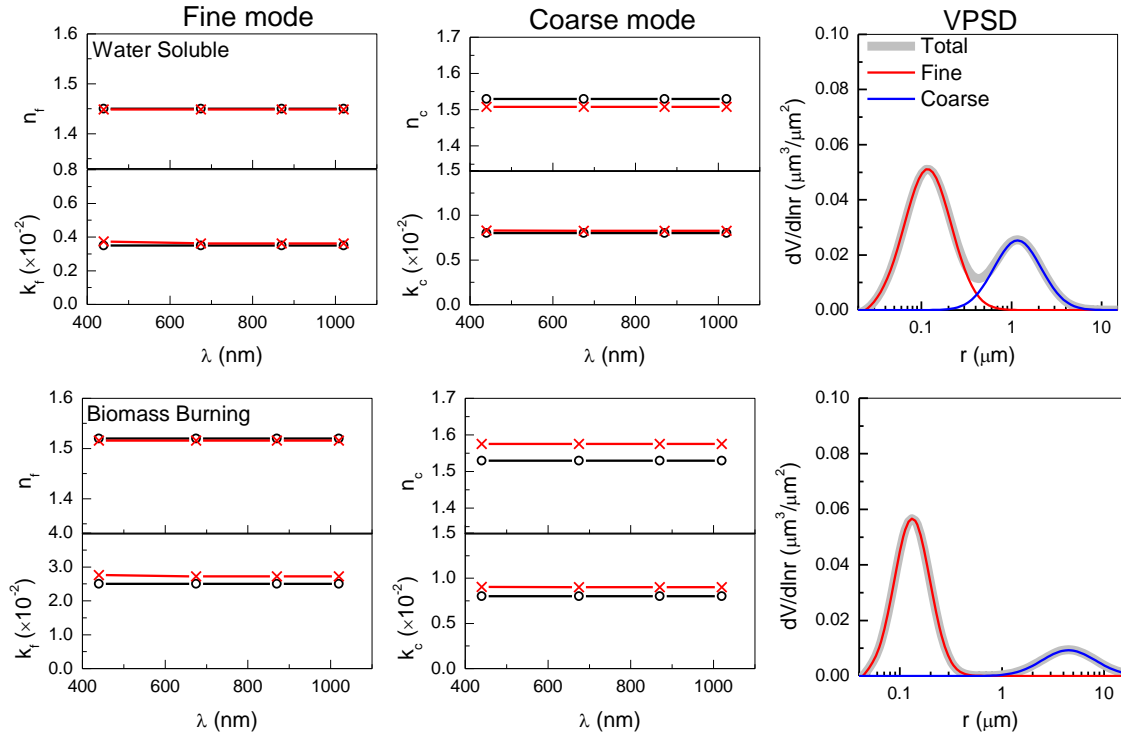 Fine mode
Coarse mode
VPSD
Water Soluble
1.6
1.5
1.4
n_f
0.8
0.6
0.4
0.2
0.0
k_f (×10^-2)
400 600 800 1000
λ (nm)
1.7
1.6
1.5
n_c
1.5
1.0
0.5
0.0
k_c (×10^-2)
400 600 800 1000
λ (nm)
Total
Fine
Coarse
0.10
0.08
0.06
0.04
0.02
0.00
dV/dlnr (μm^3/μm^2)
0.1 1 10
r (μm)
Biomass Burning
1.6
1.5
1.4
n_f
4.0
3.0
2.0
1.0
0.0
k_f (×10^-2)
400 600 800 1000
λ (nm)
1.7
1.6
1.5
n_c
1.5
1.0
0.5
0.0
k_c (×10^-2)
400 600 800 1000
λ (nm)
0.10
0.08
0.06
0.04
0.02
0.00
dV/dlnr (μm^3/μm^2)
0.1 1 10
r (μm)